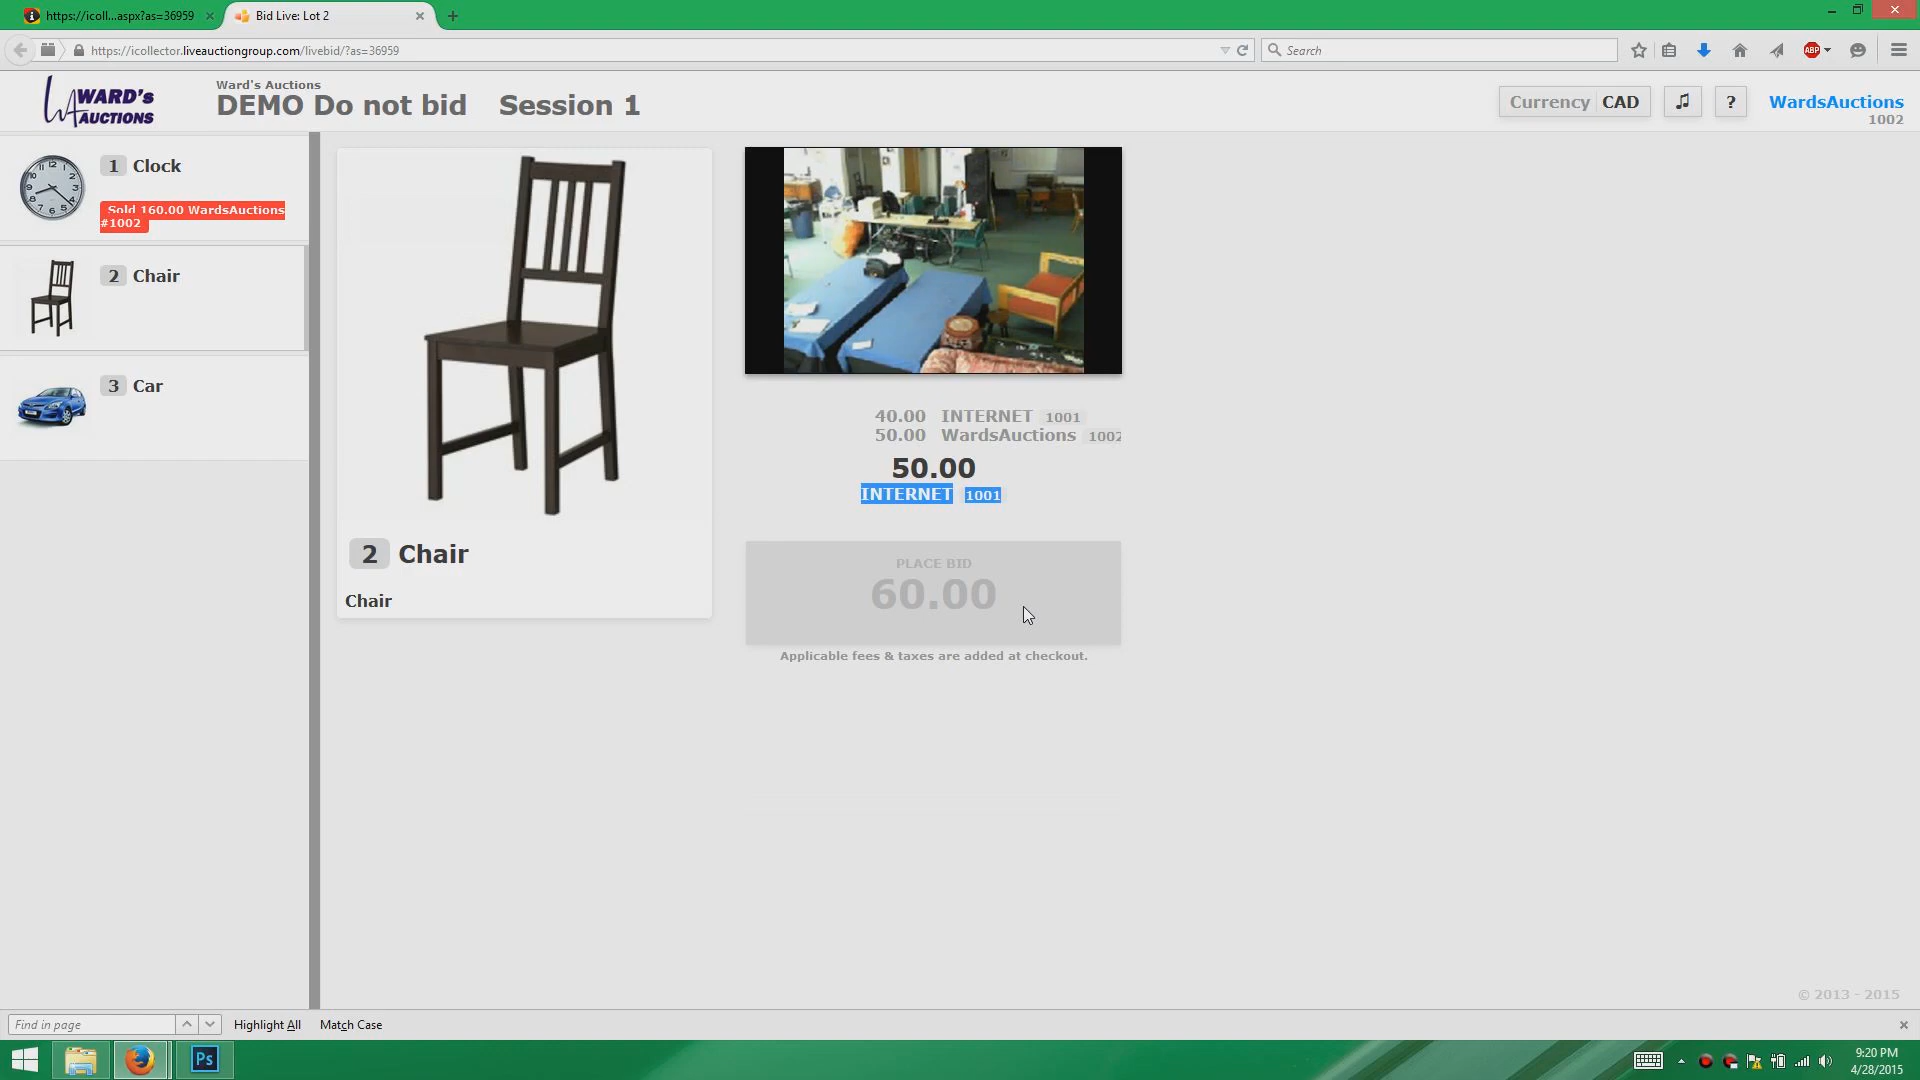 https://icoll...aspx?as=36959
Bid Live: Lot 2
https://icollector.liveauctiongroup.com/livebid/?as=36959
Search
ABP
WARD'S
AUCTIONS
Ward's Auctions
DEMO Do not bid Session 1
Currency CAD
?
WardsAuctions
1002
1 Clock
Sold 160.00 WardsAuctions
#1002
2 Chair
3 Car
2 Chair
Chair
40.00 INTERNET 1001
50.00 WardsAuctions 1002
50.00
INTERNET 1001
PLACE BID
60.00
Applicable fees & taxes are added at checkout.
© 2013 - 2015
Find in page
Highlight All
Match Case
Ps
9:20 PM
4/28/2015